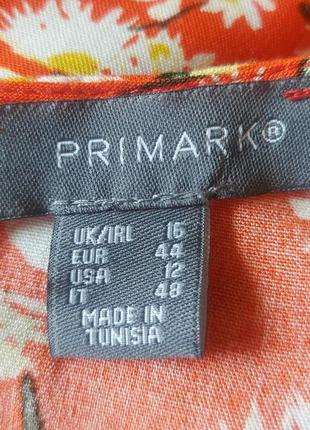 PRIMARK®
UK/IRL 16
EUR 44
USA 12
IT 48
MADE IN
TUNISIA